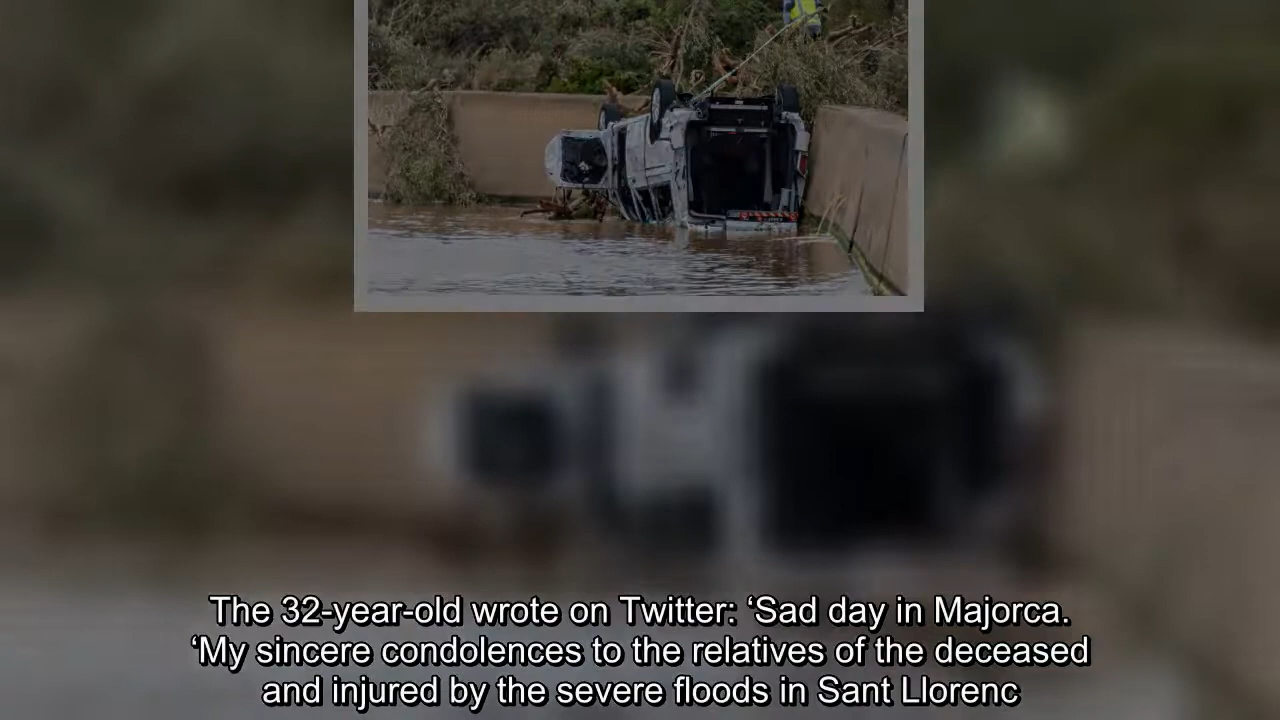 The 32-year-old wrote on Twitter: ‘Sad day in Majorca.
‘My sincere condolences to the relatives of the deceased
and injured by the severe floods in Sant Llorenc